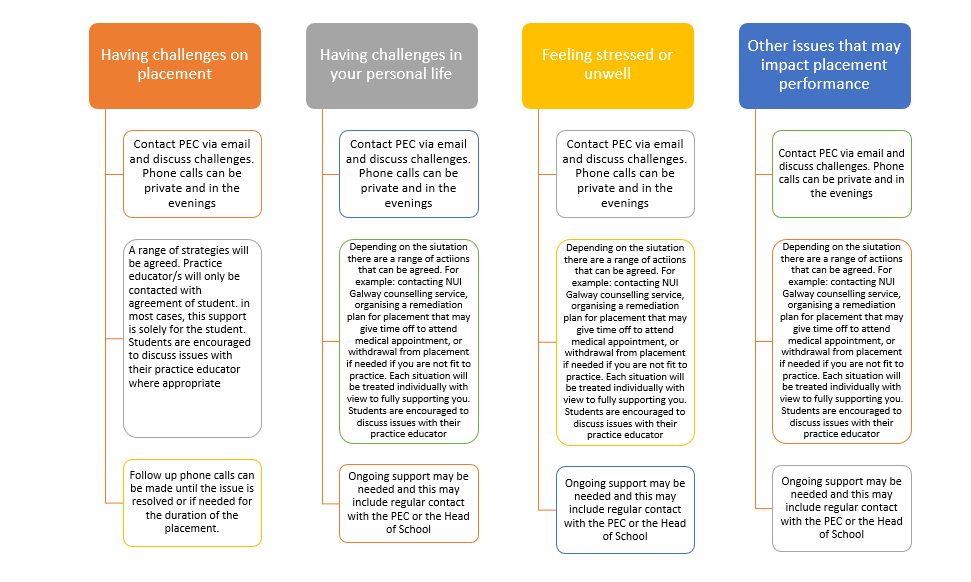 Having challenges on
placement
Contact PEC via email
and discuss challenges.
Phone calls can be
private and in the
evenings
A range of strategies will
be agreed. Practice
educator/s will only be
contacted with
agreement of student. in
most cases, this support
is solely for the student.
Students are encouraged
to discuss issues with
their practice educator
where appropriate
Follow up phone calls can
be made until the issue is
resolved or if needed for
the duration of the
placement.
Having challenges in
your personal life
Contact PEC via email
and discuss challenges.
Phone calls can be
private and in the
evenings
Depending on the siutation
there are a range of actiions
that can be agreed. For
example: contacting NUI
Galway counselling service,
organising a remediation
plan for placement that may
give time off to attend
medical appointment, or
withdrawal from placement
if needed if you are not fit to
practice. Each situation will
be treated individually with
view to fully supporting you.
Students are encouraged to
discuss issues with their
practice educator
Ongoing support may be
needed and this may
include regular contact
with the PEC or the Head
of School
Feeling stressed or
unwell
Contact PEC via email
and discuss challenges.
Phone calls can be
private and in the
evenings
Depending on the siutation
there are a range of actiions
that can be agreed. For
example: contacting NUI
Galway counselling service,
organising a remediation
plan for placement that may
give time off to attend
medical appointment, or
withdrawal from placement
if needed if you are not fit to
practice. Each situation will
be treated individually with
view to fully supporting you.
Students are encouraged to
discuss issues with their
practice educator
Ongoing support may be
needed and this may
include regular contact
with the PEC or the Head
of School
Other issues that may
impact placement
performance
Contact PEC via email and
discuss challenges. Phone
calls can be private and in
the evenings
Depending on the siutation
there are a range of actiions
that can be agreed. For
example: contacting NUI
Galway counselling service,
organising a remediation
plan for placement that may
give time off to attend
medical appointment, or
withdrawal from placement
if needed if you are not fit to
practice. Each situation will
be treated individually with
view to fully supporting you.
Students are encouraged to
discuss issues with their
practice educator
Ongoing support may be
needed and this may
include regular contact
with the PEC or the Head
of School